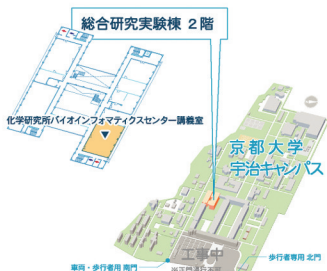 総合研究実験棟 2階
化学研究所バイオインフォマティクスセンター講義室
京都大学
宇治キャンパス
工事中
車両・歩行者用 南門
歩行者専用 北門